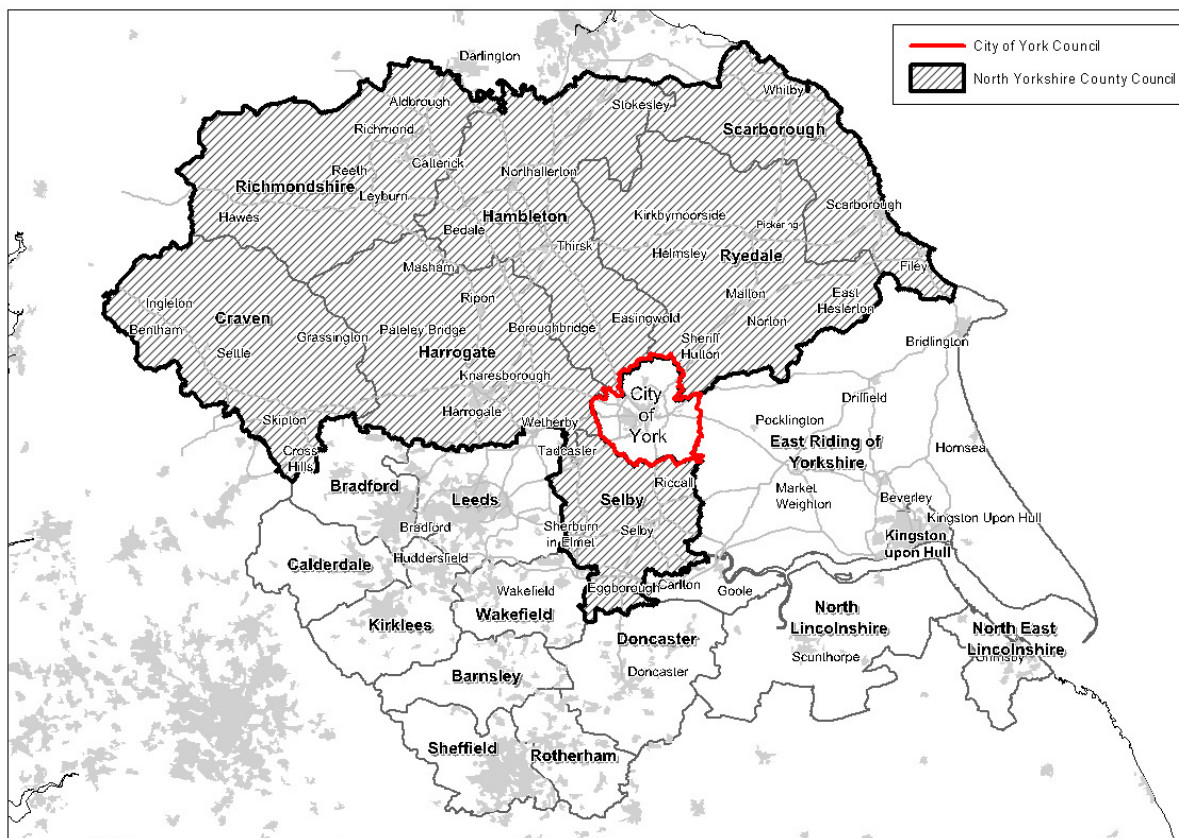 City of York Council
North Yorkshire County Council
Darlington
Aldbrough
Stokesley
Whitby
Richmond
Scarborough
Catterick
Reeth
Northallerton
Richmondshire
Leyburn
Scarborough
Hawes
Hambleton
Kirkbymoorside
Pickering
Bedale
Thirsk
Helmsley
Ryedale
Masham
Filey
Ingleton
Ripon
Malton
East
Heslerton
Craven
Bentham
Grassington
Pateley Bridge
Boroughbridge
Easingwold
Norton
Settle
Harrogate
Sheriff
Hutton
Bridlington
Knaresborough
City
of
York
Driffield
Skipton
Harrogate
Wetherby
Pocklington
Cross
Hills
Tadcaster
East Riding of
Yorkshire
Hornsea
Bradford
Leeds
Selby
Riccall
Market
Weighton
Beverley
Bradford
Sherburn
in Elmet
Selby
Kingston Upon Hull
Kingston
upon Hull
Huddersfield
Calderdale
Wakefield
Eggborough
Carlton
Goole
Wakefield
Kirklees
Doncaster
North
Lincolnshire
North East
Lincolnshire
Barnsley
Doncaster
Scunthorpe
Grimsby
Sheffield
Rotherham